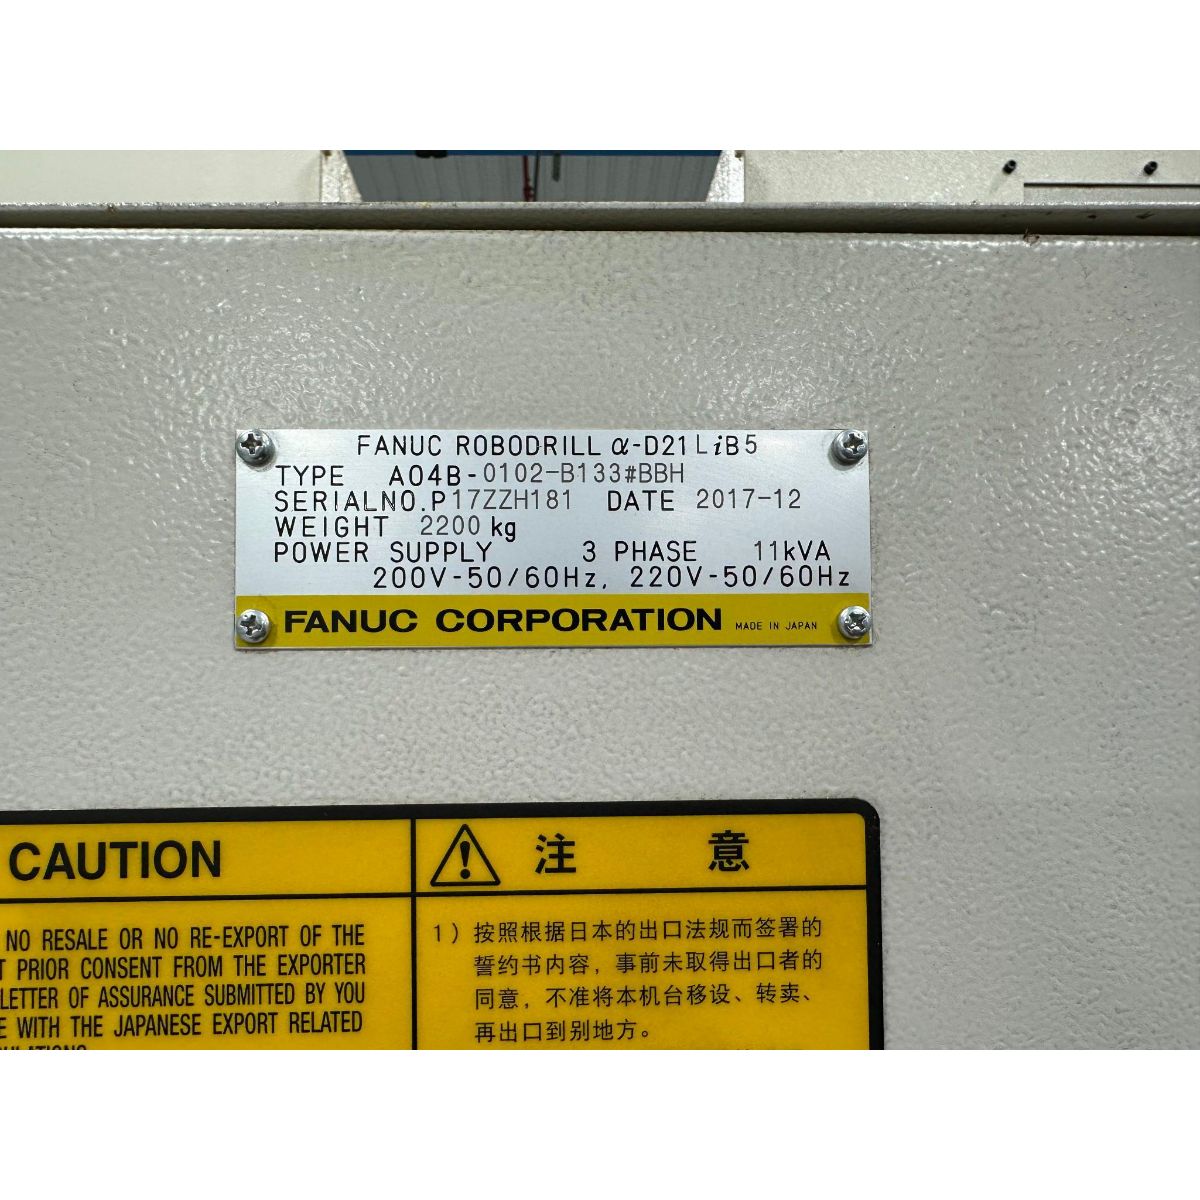 FANUC ROBODRILL α-D21LiB5
TYPE A04B-0102-B133#BBH
SERIALNO.P17ZZH181 DATE 2017-12
WEIGHT 2200 kg
POWER SUPPLY 3 PHASE 11kVA
200V-50/60Hz, 220V-50/60Hz
FANUC CORPORATION MADE IN JAPAN
CAUTION
NO RESALE OR NO RE-EXPORT OF THE
PRIOR CONSENT FROM THE EXPORTER
LETTER OF ASSURANCE SUBMITTED BY YOU
WITH THE JAPANESE EXPORT RELATED
注 意
1) 按照根据日本的出口法规而签署的
誓约书内容，事前未取得出口者的
同意，不准将本机台移设、转卖、
再出口到别地方。